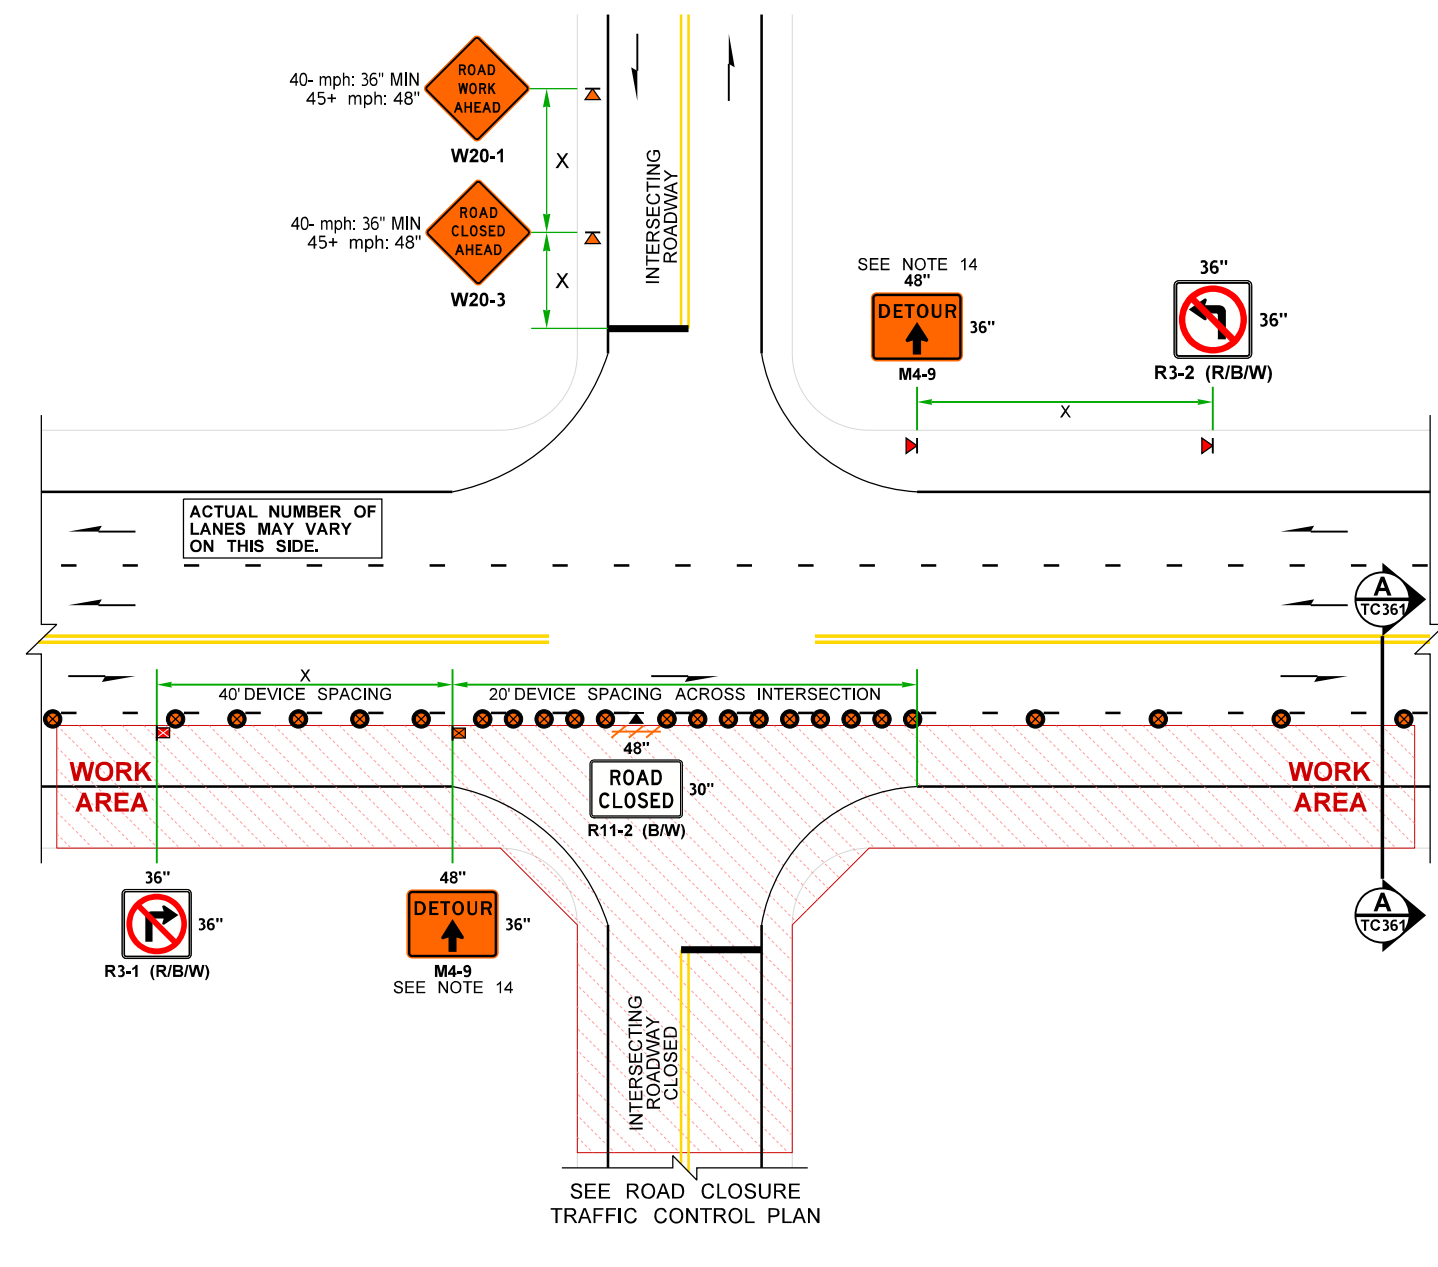 ROAD
WORK
AHEAD
40- mph: 36" MIN
45+ mph: 48"
W20-1
X
ROAD
CLOSED
AHEAD
40- mph: 36" MIN
45+ mph: 48"
W20-3
X
INTERSECTING
ROADWAY
SEE NOTE 14
48"
DETOUR
36"
M4-9
36"
36"
R3-2 (R/B/W)
X
ACTUAL NUMBER OF
LANES MAY VARY
ON THIS SIDE.
A
TC361
X
40' DEVICE SPACING
20' DEVICE SPACING ACROSS INTERSECTION
WORK
AREA
48"
ROAD
CLOSED
30"
R11-2 (B/W)
WORK
AREA
36"
36"
R3-1 (R/B/W)
48"
DETOUR
36"
M4-9
SEE NOTE 14
A
TC361
INTERSECTING
ROADWAY
CLOSED
SEE ROAD CLOSURE
TRAFFIC CONTROL PLAN